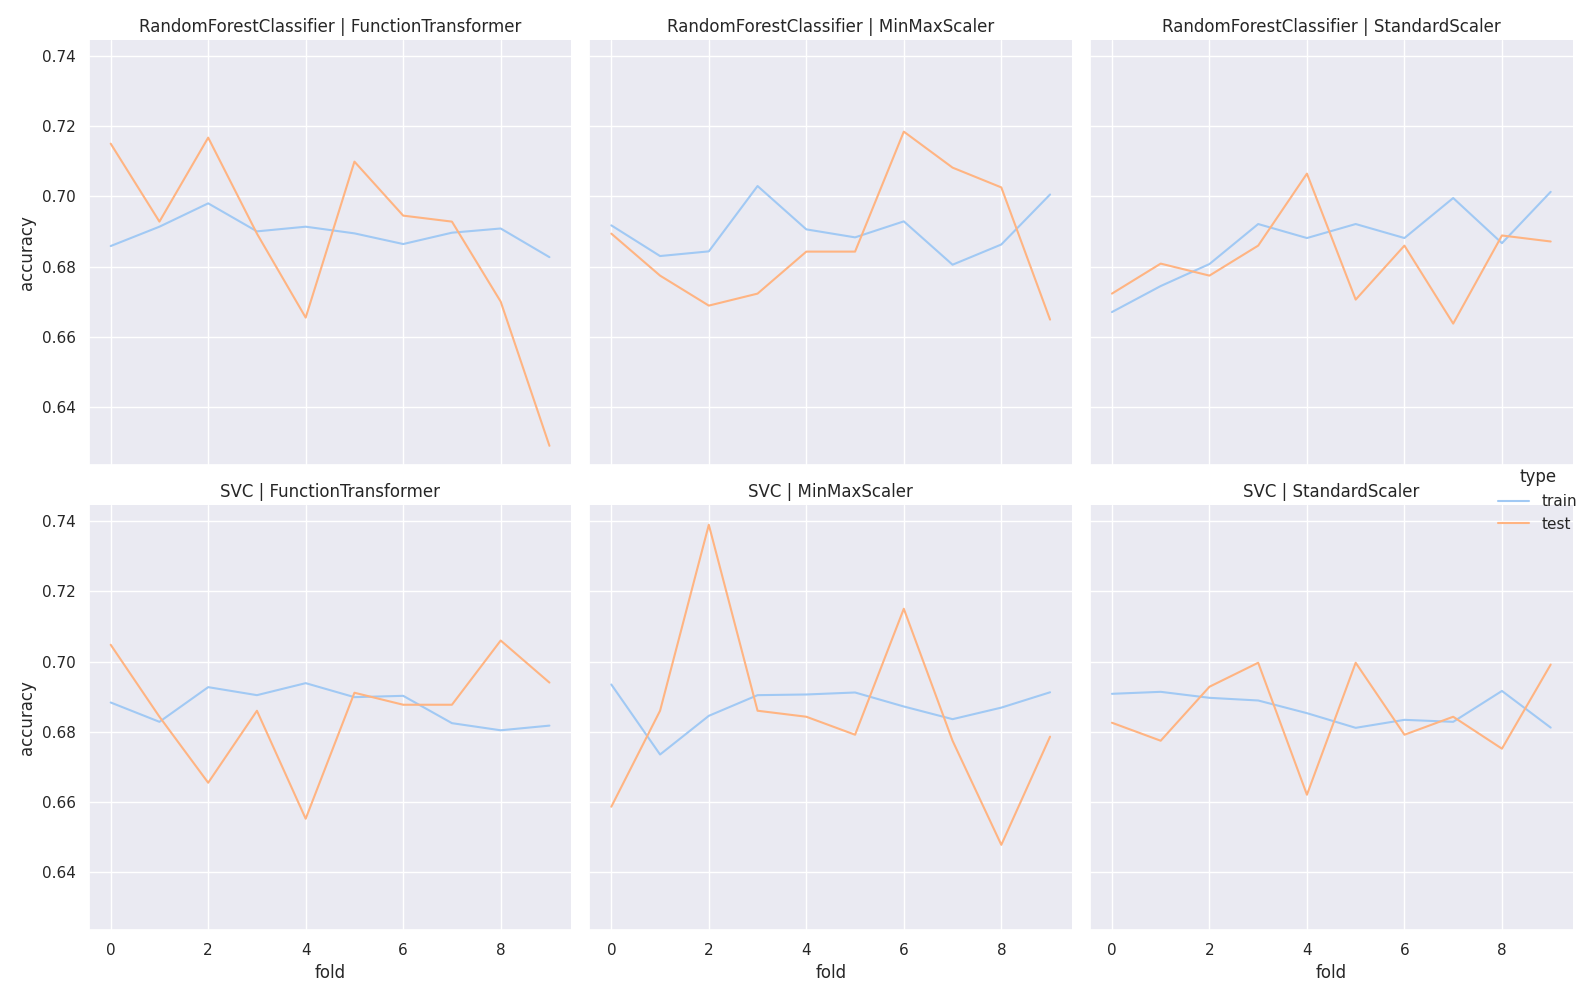 RandomForestClassifier | FunctionTransformer
RandomForestClassifier | MinMaxScaler
RandomForestClassifier | StandardScaler
0.74
0.72
0.70
0.68
0.66
0.64
accuracy
SVC | FunctionTransformer
SVC | MinMaxScaler
SVC | StandardScaler
type
train
test
0.74
0.72
0.70
0.68
0.66
0.64
accuracy
0 2 4 6 8
0 2 4 6 8
0 2 4 6 8
fold
fold
fold